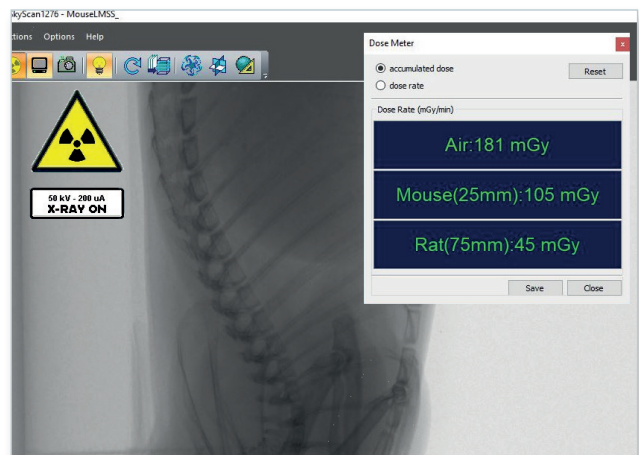 kyScan1276 - MouseLMSS_
tions Options Help
50 kV - 200 uA
X-RAY ON
Dose Meter
x
accumulated dose
Reset
dose rate
Dose Rate (mGy/min)
Air:181 mGy
Mouse(25mm):105 mGy
Rat(75mm):45 mGy
Save Close